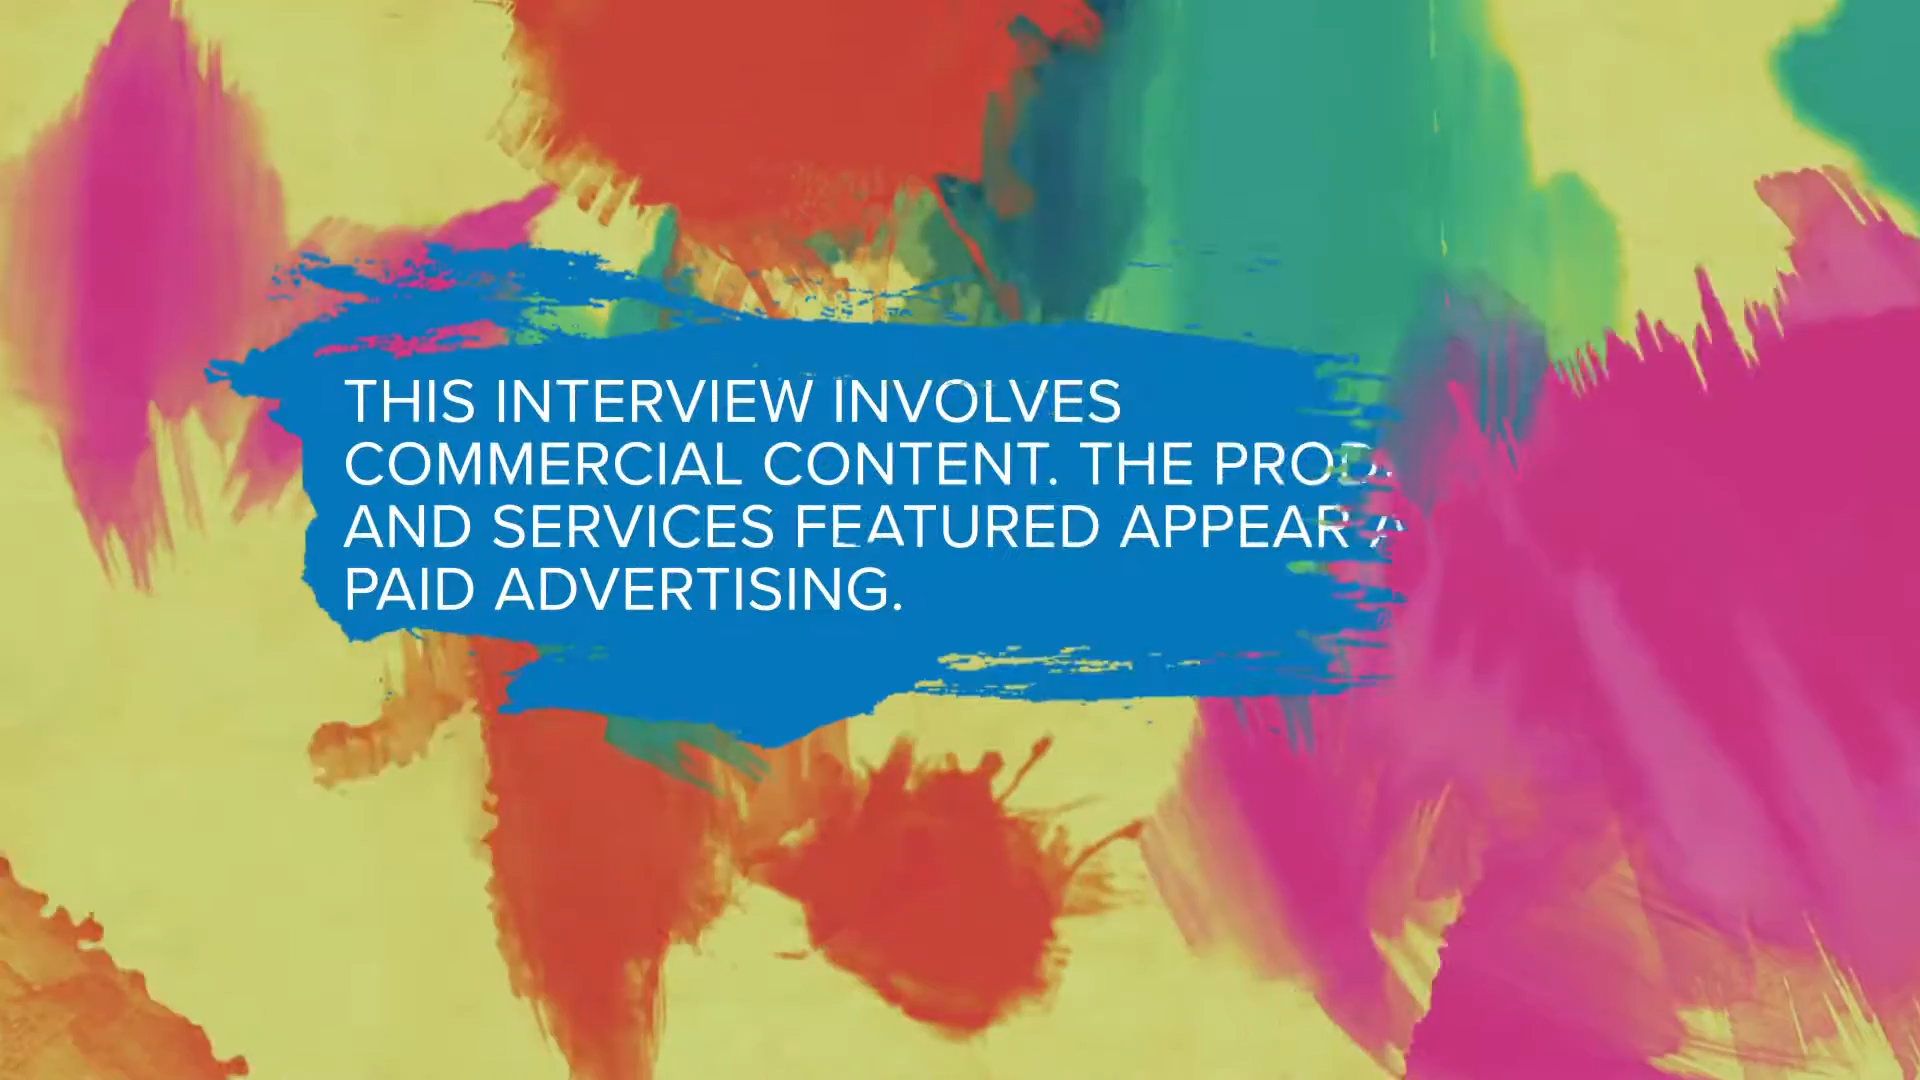 THIS INTERVIEW INVOLVES
COMMERCIAL CONTENT. THE
AND SERVICES FEATURED APPEAR
PAID ADVERTISING.